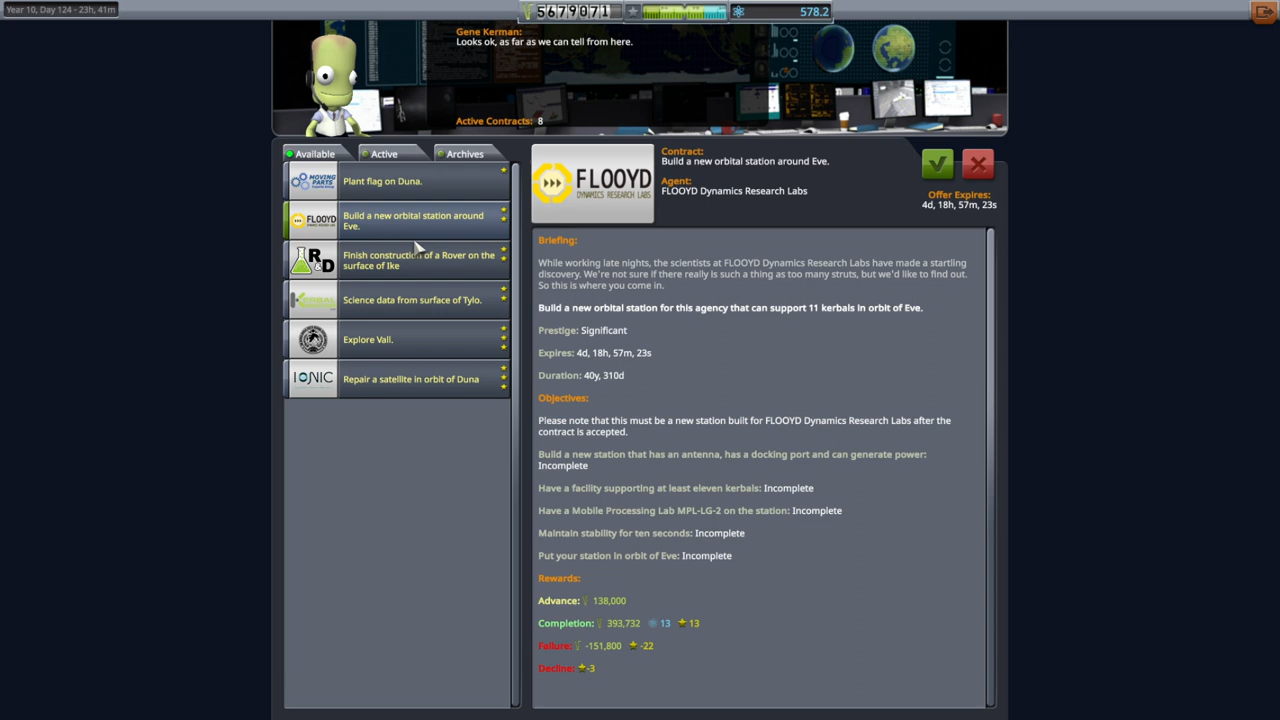 Year 10, Day 124 - 23h, 41m
5679071
578.2
Gene Kerman:
Looks ok, as far as we can tell from here.
Active Contracts: 8
Available
Active
Archives
MOVING PARTS
Plant flag on Duna.
FLOOYD
Build a new orbital station around
Eve.
R&D
Finish construction of a Rover on the
surface of Ike
Science data from surface of Tylo.
Explore Vall.
IONIC
Repair a satellite in orbit of Duna
FLOOYD
DYNAMICS RESEARCH LABS
Contract:
Build a new orbital station around Eve.
Agent:
FLOOYD Dynamics Research Labs
Offer Expires:
4d, 18h, 57m, 23s
Briefing:
While working late nights, the scientists at FLOOYD Dynamics Research Labs have made a startling
discovery. We're not sure if there really is such a thing as too many struts, but we'd like to find out.
So this is where you come in.
Build a new orbital station for this agency that can support 11 kerbals in orbit of Eve.
Prestige: Significant
Expires: 4d, 18h, 57m, 23s
Duration: 40y, 310d
Objectives:
Please note that this must be a new station built for FLOOYD Dynamics Research Labs after the
contract is accepted.
Build a new station that has an antenna, has a docking port and can generate power:
Incomplete
Have a facility supporting at least eleven kerbals: Incomplete
Have a Mobile Processing Lab MPL-LG-2 on the station: Incomplete
Maintain stability for ten seconds: Incomplete
Put your station in orbit of Eve: Incomplete
Rewards:
Advance: 138,000
Completion: 393,732 13 13
Failure: -151,800 -22
Decline: -3